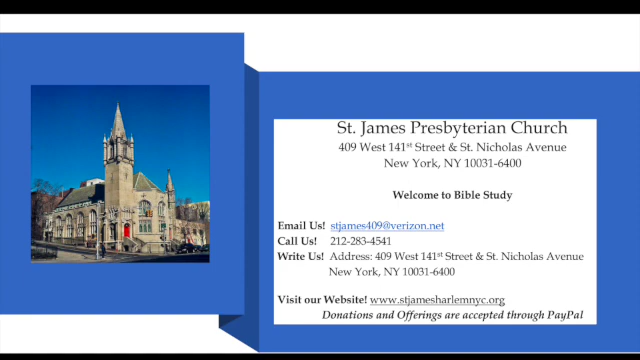 St. James Presbyterian Church
409 West 141st Street & St. Nicholas Avenue
New York, NY 10031-6400
Welcome to Bible Study
Email Us! stjames409@verizon.net
Call Us! 212-283-4541
Write Us! Address: 409 West 141st Street & St. Nicholas Avenue
New York, NY 10031-6400
Visit our Website! www.stjamesharlemnyc.org
Donations and Offerings are accepted through PayPal